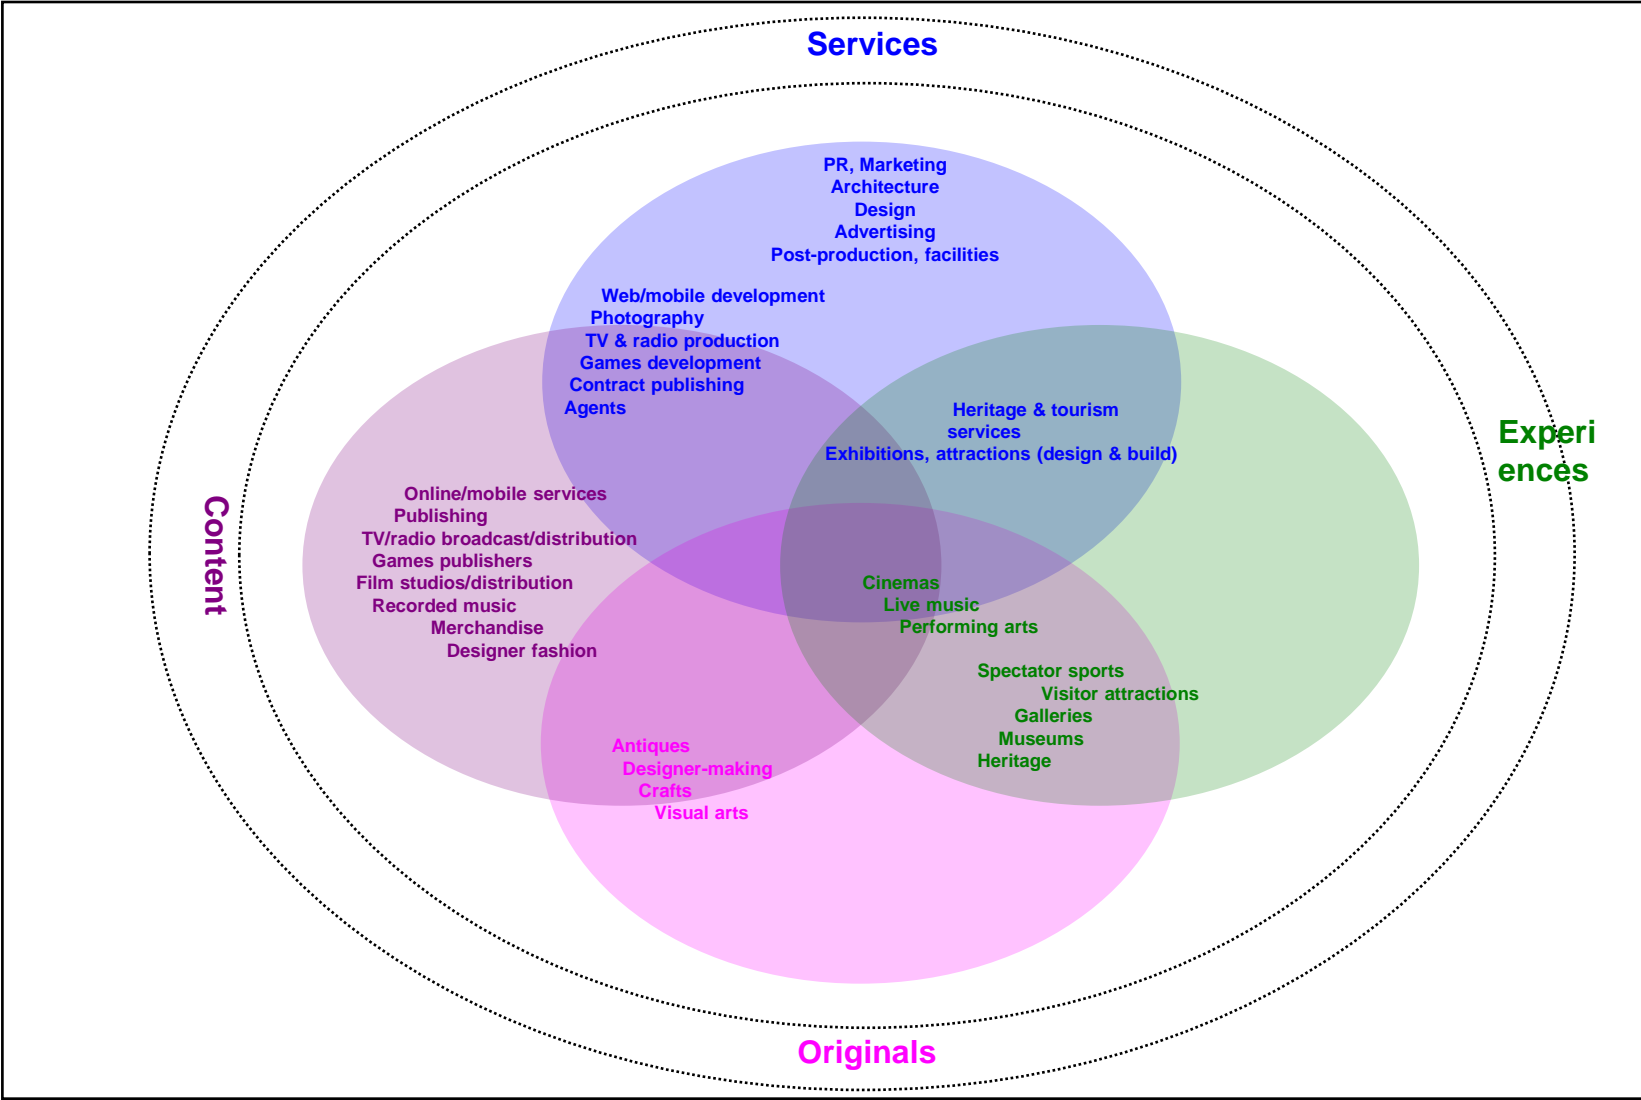 Services
PR, Marketing
Architecture
Design
Advertising
Post-production, facilities
Web/mobile development
Photography
TV & radio production
Games development
Contract publishing
Agents
Heritage & tourism
services
Exhibitions, attractions (design & build)
Experi
ences
Content
Online/mobile services
Publishing
TV/radio broadcast/distribution
Games publishers
Film studios/distribution
Recorded music
Merchandise
Designer fashion
Cinemas
Live music
Performing arts
Spectator sports
Visitor attractions
Galleries
Museums
Heritage
Antiques
Designer-making
Crafts
Visual arts
Originals